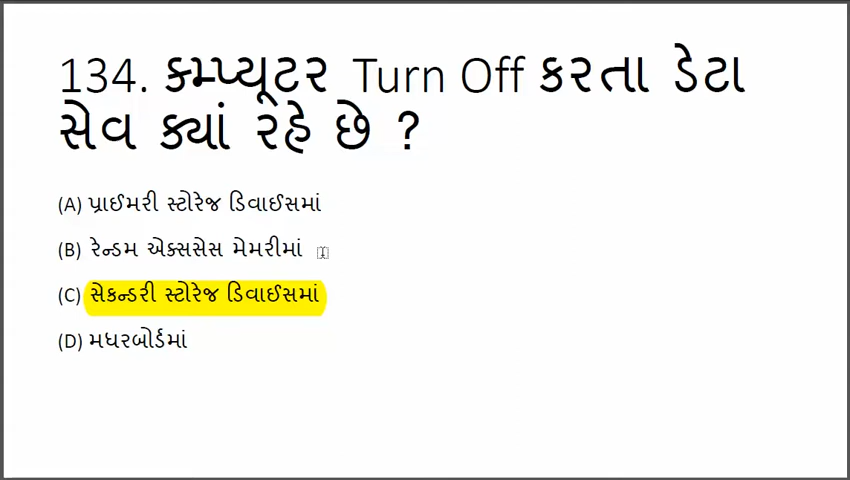 134. કમ્પ્યૂટર Turn Off કરતા ડેટા
સેવ ક્યાં રહે છે ?
(A) પ્રાઈમરી સ્ટોરેજ ડિવાઈસમાં
(B) રેન્ડમ એક્સસેસ મેમરીમાં
(C) સેકન્ડરી સ્ટોરેજ ડિવાઈસમાં
(D) મધરબોર્ડમાં